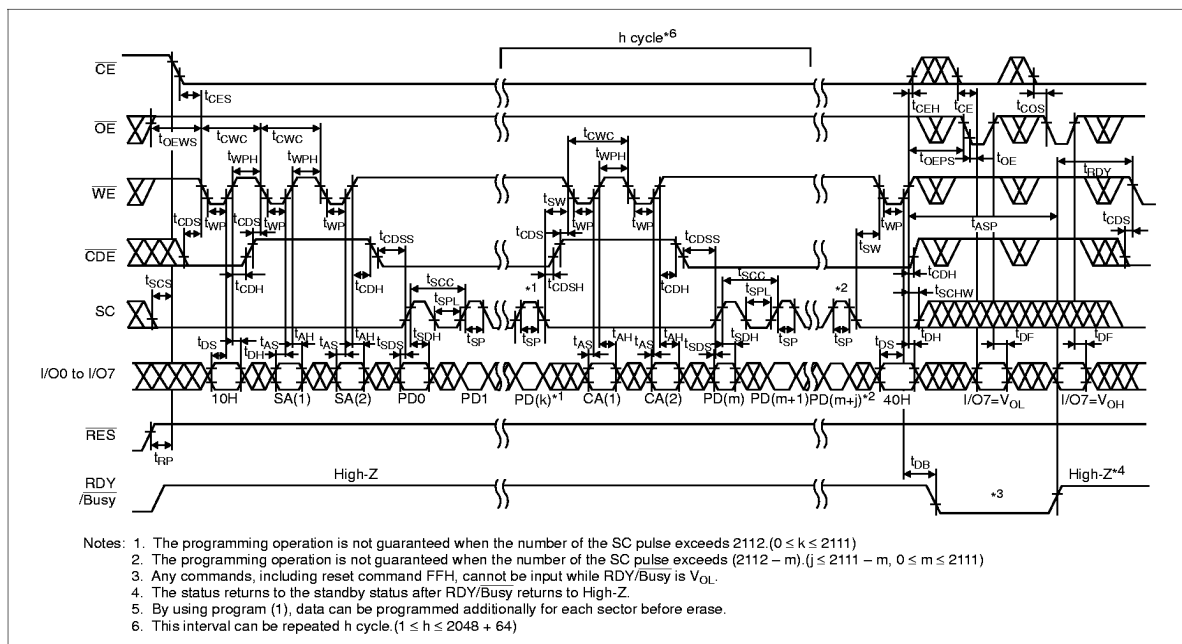 h cycle*6
CE
tCES tCEH tCE tCOS
OE
tOEWS tCWC tCWC tCWC tOEPS tOE
tWPH tWPH tWPH tRDY
WE
tCDS tWP tCDS tWP tWP tSW tCDS tWP tWP tSW tWP tASP tCDS
CDE
tCDSS tCDSS
tSCS tCDH tCDH tSCC tCDSH tCDH tSCC tCDH
tSPL *1 tSPL *2 tSCHW
SC
tDS tDH tAS tAH tAS tAH tSDS tSDH tSP tSP tAS tAH tAS tAH tSDS tSDH tSP tSP tDS tDH tDF tDF
I/O0 to I/O7
10H SA(1) SA(2) PD0 PD1 PD(k)*1 CA(1) CA(2) PD(m) PD(m+1) PD(m+j)*2 40H I/O7=VOL I/O7=VOH
RES
tRP
tDB
RDY
/Busy
High-Z *3 High-Z*4
Notes: 1. The programming operation is not guaranteed when the number of the SC pulse exceeds 2112.(0 ≤ k ≤ 2111)
2. The programming operation is not guaranteed when the number of the SC pulse exceeds (2112 – m).(j ≤ 2111 – m, 0 ≤ m ≤ 2111)
3. Any commands, including reset command FFH, cannot be input while RDY/Busy is VOL.
4. The status returns to the standby status after RDY/Busy returns to High-Z.
5. By using program (1), data can be programmed additionally for each sector before erase.
6. This interval can be repeated h cycle.(1 ≤ h ≤ 2048 + 64)